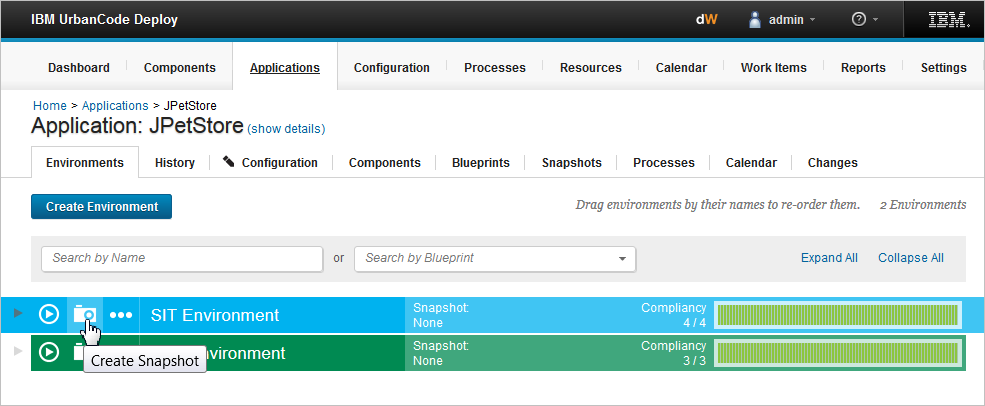 IBM UrbanCode Deploy dW admin IBM.
Dashboard Components Applications Configuration Processes Resources Calendar Work Items Reports Settings
Home > Applications > JPetStore
Application: JPetStore (show details)
Environments History Configuration Components Blueprints Snapshots Processes Calendar Changes
Create Environment Drag environments by their names to re-order them. 2 Environments
Search by Name or Search by Blueprint Expand All Collapse All
SIT Environment Snapshot: None Compliancy 4 / 4
Environment Snapshot: None Compliancy 3 / 3
Create Snapshot